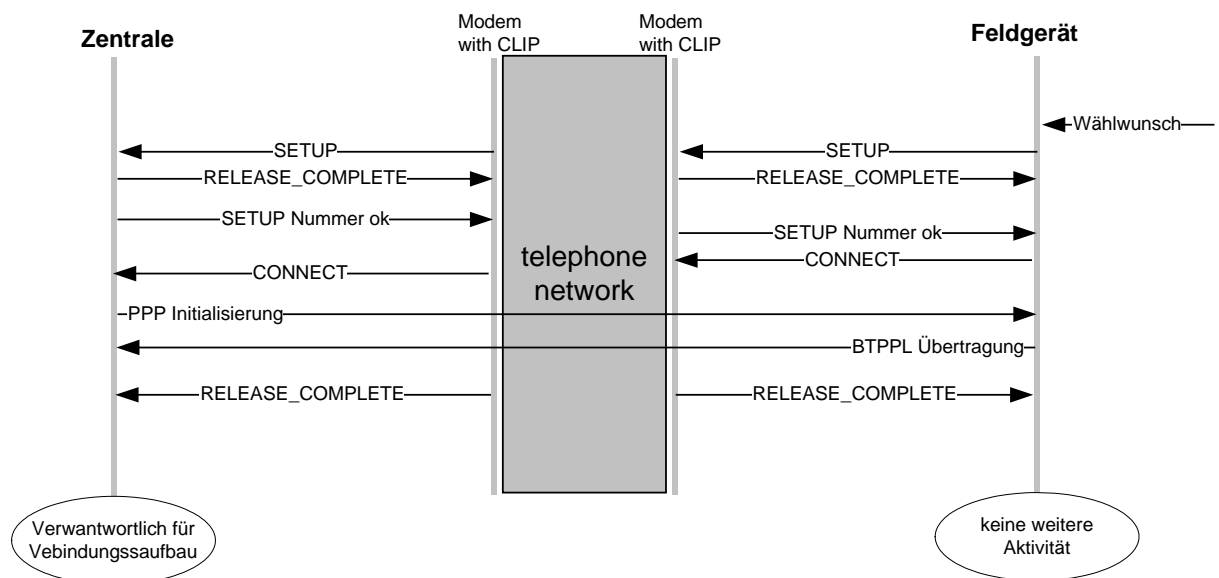 Zentrale
Modem
with CLIP
Modem
with CLIP
Feldgerät
Wählwunsch
SETUP
SETUP
RELEASE_COMPLETE
RELEASE_COMPLETE
SETUP Nummer ok
SETUP Nummer ok
telephone
network
CONNECT
CONNECT
PPP Initialisierung
BTPPL Übertragung
RELEASE_COMPLETE
RELEASE_COMPLETE
Verwantwortlich für
Vebindungssaufbau
keine weitere
Aktivität